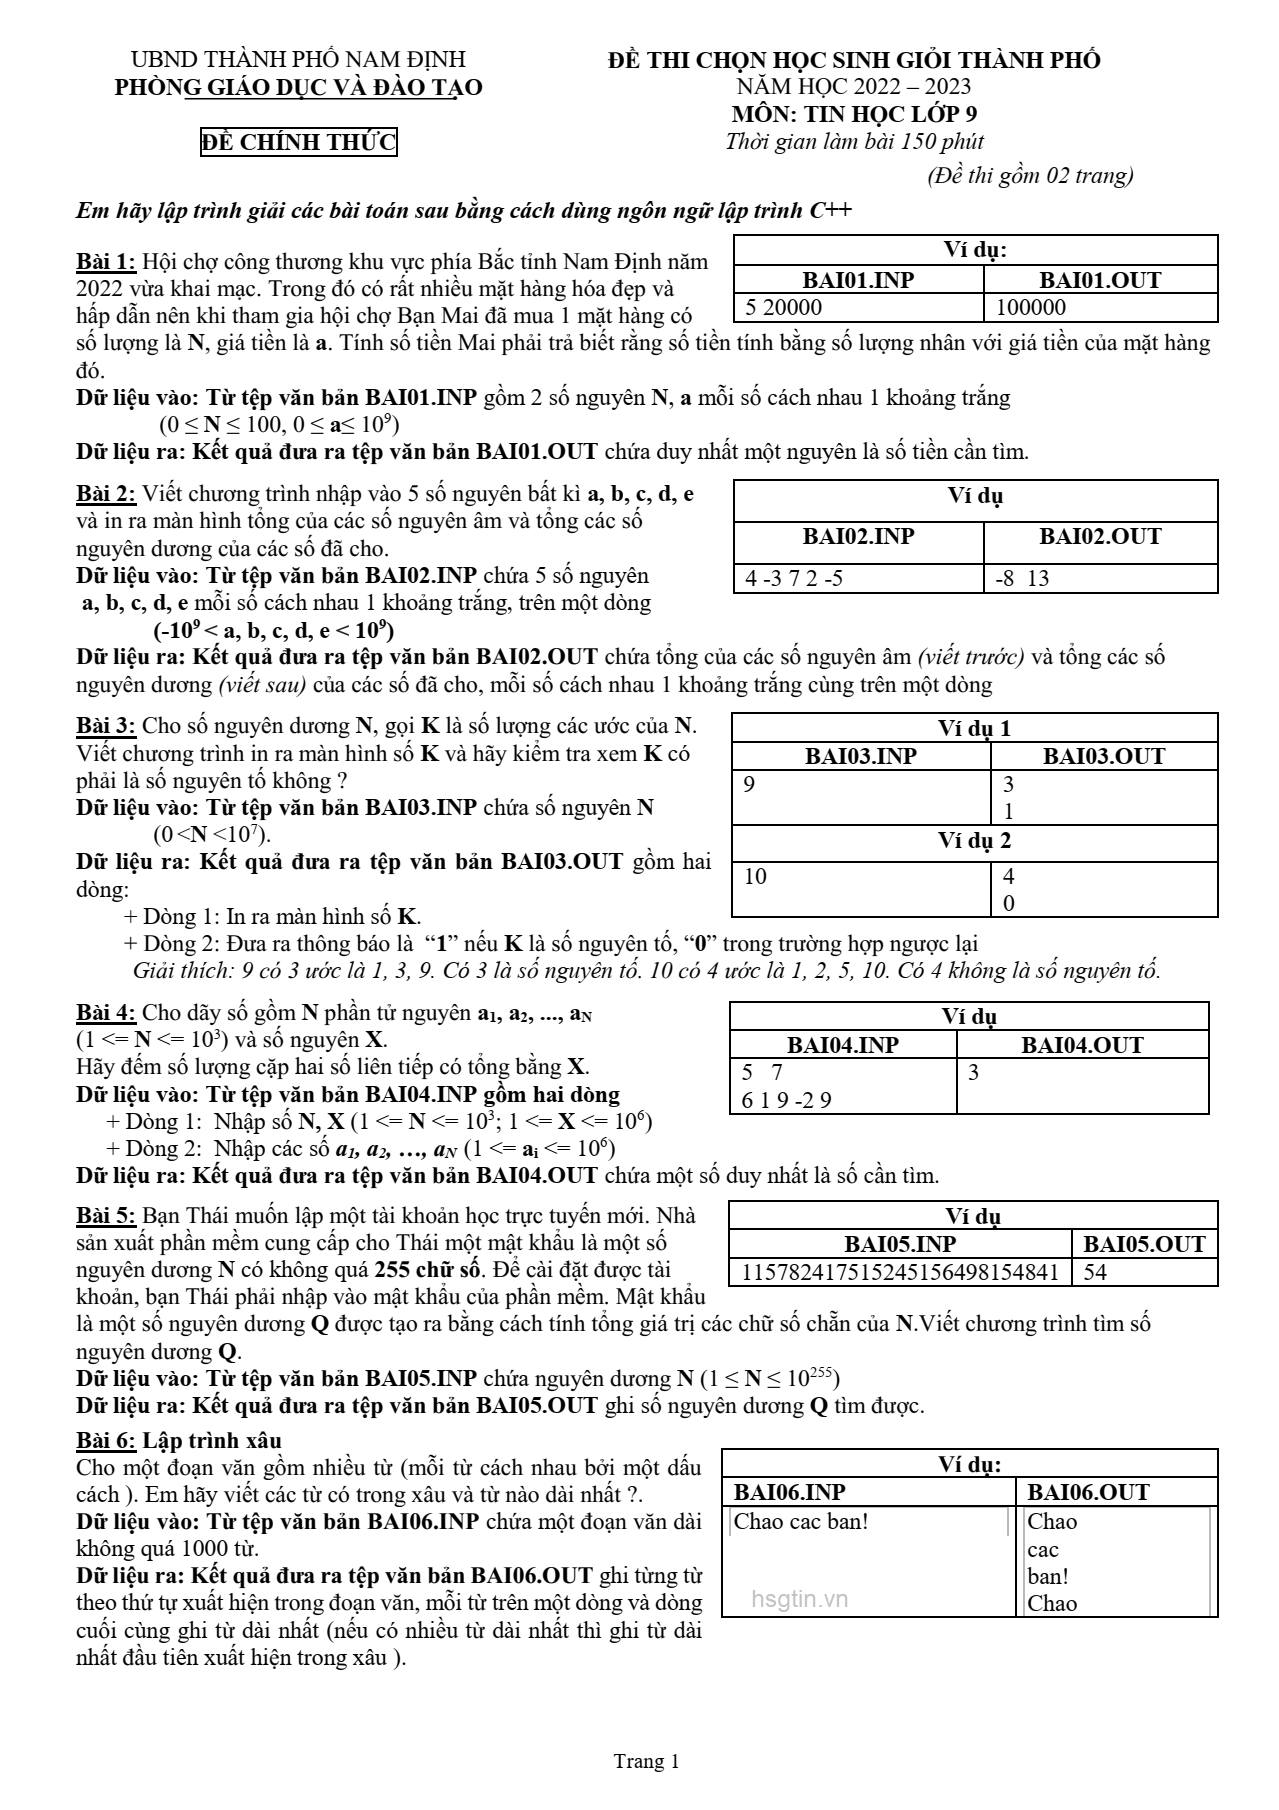 UBND THÀNH PHỐ NAM ĐỊNH
PHÒNG GIÁO DỤC VÀ ĐÀO TẠO
ĐỀ CHÍNH THỨC
ĐỀ THI CHỌN HỌC SINH GIỎI THÀNH PHỐ
NĂM HỌC 2022 – 2023
MÔN: TIN HỌC LỚP 9
Thời gian làm bài 150 phút
(Đề thi gồm 02 trang)
Em hãy lập trình giải các bài toán sau bằng cách dùng ngôn ngữ lập trình C++
Bài 1: Hội chợ công thương khu vực phía Bắc tỉnh Nam Định năm
2022 vừa khai mạc. Trong đó có rất nhiều mặt hàng hóa đẹp và
hấp dẫn nên khi tham gia hội chợ Bạn Mai đã mua 1 mặt hàng có
số lượng là N, giá tiền là a. Tính số tiền Mai phải trả biết rằng số tiền tính bằng số lượng nhân với giá tiền của mặt hàng
đó.
Ví dụ:
BAI01.INP BAI01.OUT
5 20000 100000
Dữ liệu vào: Từ tệp văn bản BAI01.INP gồm 2 số nguyên N, a mỗi số cách nhau 1 khoảng trắng
(0 ≤ N ≤ 100, 0 ≤ a≤ 10⁹)
Dữ liệu ra: Kết quả đưa ra tệp văn bản BAI01.OUT chứa duy nhất một nguyên là số tiền cần tìm.
Bài 2: Viết chương trình nhập vào 5 số nguyên bất kì a, b, c, d, e
và in ra màn hình tổng của các số nguyên âm và tổng các số
nguyên dương của các số đã cho.
Dữ liệu vào: Từ tệp văn bản BAI02.INP chứa 5 số nguyên
a, b, c, d, e mỗi số cách nhau 1 khoảng trắng, trên một dòng
(-10⁹ < a, b, c, d, e < 10⁹)
Ví dụ
BAI02.INP BAI02.OUT
4 -3 7 2 -5 -8 13
Dữ liệu ra: Kết quả đưa ra tệp văn bản BAI02.OUT chứa tổng của các số nguyên âm (viết trước) và tổng các số
nguyên dương (viết sau) của các số đã cho, mỗi số cách nhau 1 khoảng trắng cùng trên một dòng
Bài 3: Cho số nguyên dương N, gọi K là số lượng các ước của N.
Viết chương trình in ra màn hình số K và hãy kiểm tra xem K có
phải là số nguyên tố không ?
Dữ liệu vào: Từ tệp văn bản BAI03.INP chứa số nguyên N
(0 <N <10⁷).
Dữ liệu ra: Kết quả đưa ra tệp văn bản BAI03.OUT gồm hai
dòng:
+ Dòng 1: In ra màn hình số K.
Ví dụ 1
BAI03.INP BAI03.OUT
9 3
1
Ví dụ 2
10 4
0
+ Dòng 2: Đưa ra thông báo là “1” nếu K là số nguyên tố, “0” trong trường hợp ngược lại
Giải thích: 9 có 3 ước là 1, 3, 9. Có 3 là số nguyên tố. 10 có 4 ước là 1, 2, 5, 10. Có 4 không là số nguyên tố.
Bài 4: Cho dãy số gồm N phần tử nguyên a₁, a₂, ..., aN
(1 <= N <= 10³) và số nguyên X.
Hãy đếm số lượng cặp hai số liên tiếp có tổng bằng X.
Dữ liệu vào: Từ tệp văn bản BAI04.INP gồm hai dòng
+ Dòng 1: Nhập số N, X (1 <= N <= 10³; 1 <= X <= 10⁶)
+ Dòng 2: Nhập các số a₁, a₂, …, aN (1 <= aᵢ <= 10⁶)
Ví dụ
BAI04.INP BAI04.OUT
5 7 3
6 1 9 -2 9
Dữ liệu ra: Kết quả đưa ra tệp văn bản BAI04.OUT chứa một số duy nhất là số cần tìm.
Bài 5: Bạn Thái muốn lập một tài khoản học trực tuyến mới. Nhà
sản xuất phần mềm cung cấp cho Thái một mật khẩu là một số
nguyên dương N có không quá 255 chữ số. Để cài đặt được tài
khoản, bạn Thái phải nhập vào mật khẩu của phần mềm. Mật khẩu
là một số nguyên dương Q được tạo ra bằng cách tính tổng giá trị các chữ số chẵn của N.Viết chương trình tìm số
nguyên dương Q.
Ví dụ
BAI05.INP BAI05.OUT
115782417515245156498154841 54
Dữ liệu vào: Từ tệp văn bản BAI05.INP chứa nguyên dương N (1 ≤ N ≤ 10²⁵⁵)
Dữ liệu ra: Kết quả đưa ra tệp văn bản BAI05.OUT ghi số nguyên dương Q tìm được.
Bài 6: Lập trình xâu
Cho một đoạn văn gồm nhiều từ (mỗi từ cách nhau bởi một dấu
cách ). Em hãy viết các từ có trong xâu và từ nào dài nhất ?.
Dữ liệu vào: Từ tệp văn bản BAI06.INP chứa một đoạn văn dài
không quá 1000 từ.
Dữ liệu ra: Kết quả đưa ra tệp văn bản BAI06.OUT ghi từng từ
theo thứ tự xuất hiện trong đoạn văn, mỗi từ trên một dòng và dòng
cuối cùng ghi từ dài nhất (nếu có nhiều từ dài nhất thì ghi từ dài
nhất đầu tiên xuất hiện trong xâu ).
Ví dụ:
BAI06.INP BAI06.OUT
Chao cac ban! Chao
cac
ban!
Chao
hsgtin.vn
Trang 1